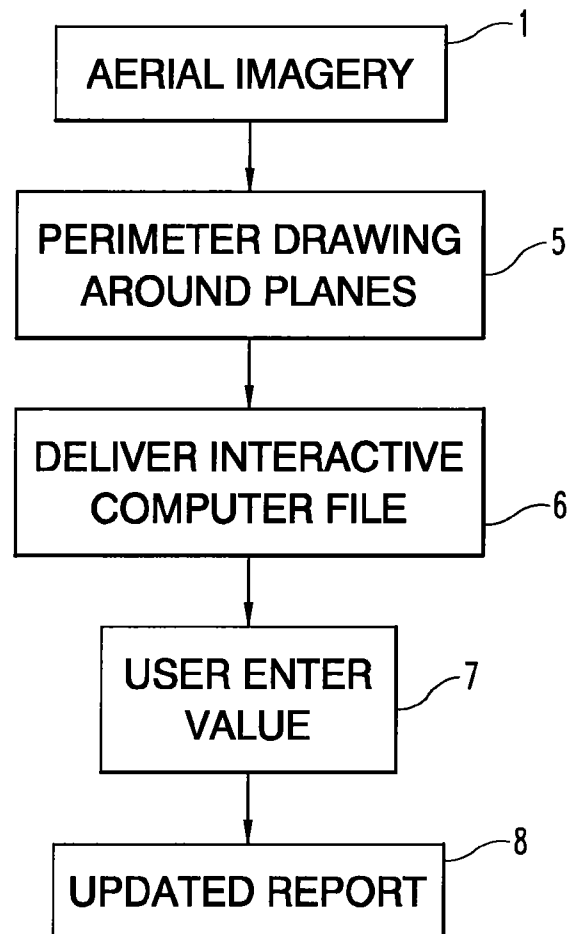 1
AERIAL IMAGERY
PERIMETER DRAWING
AROUND PLANES
5
DELIVER INTERACTIVE
COMPUTER FILE
6
USER ENTER
VALUE
7
8
UPDATED REPORT